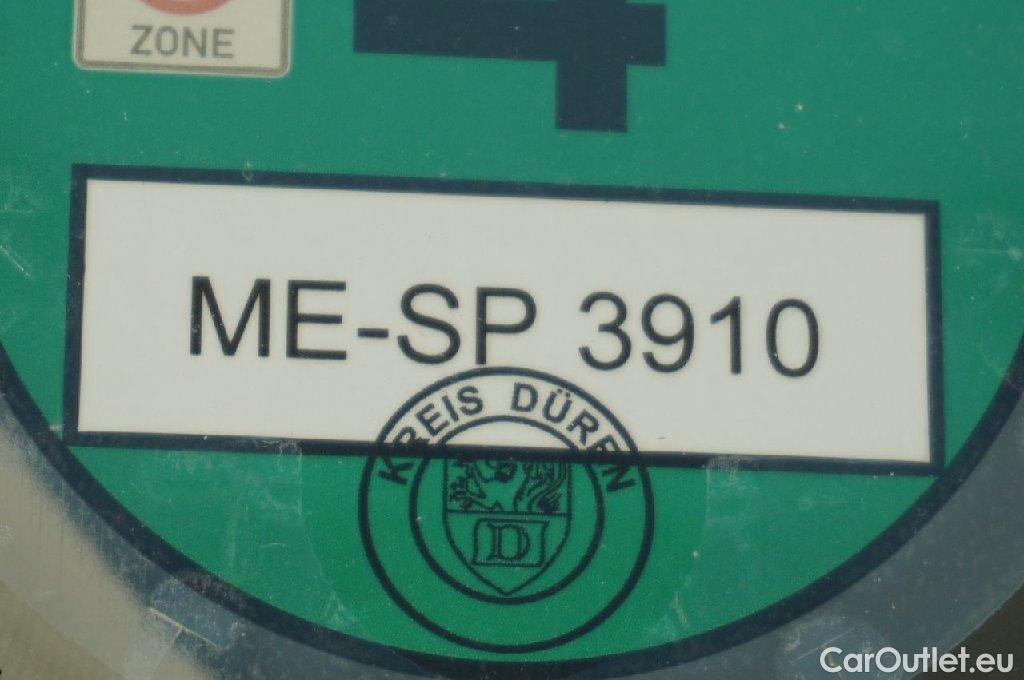 ZONE
4
ME-SP 3910
KREIS DÜREN
D
CarOutlet.eu